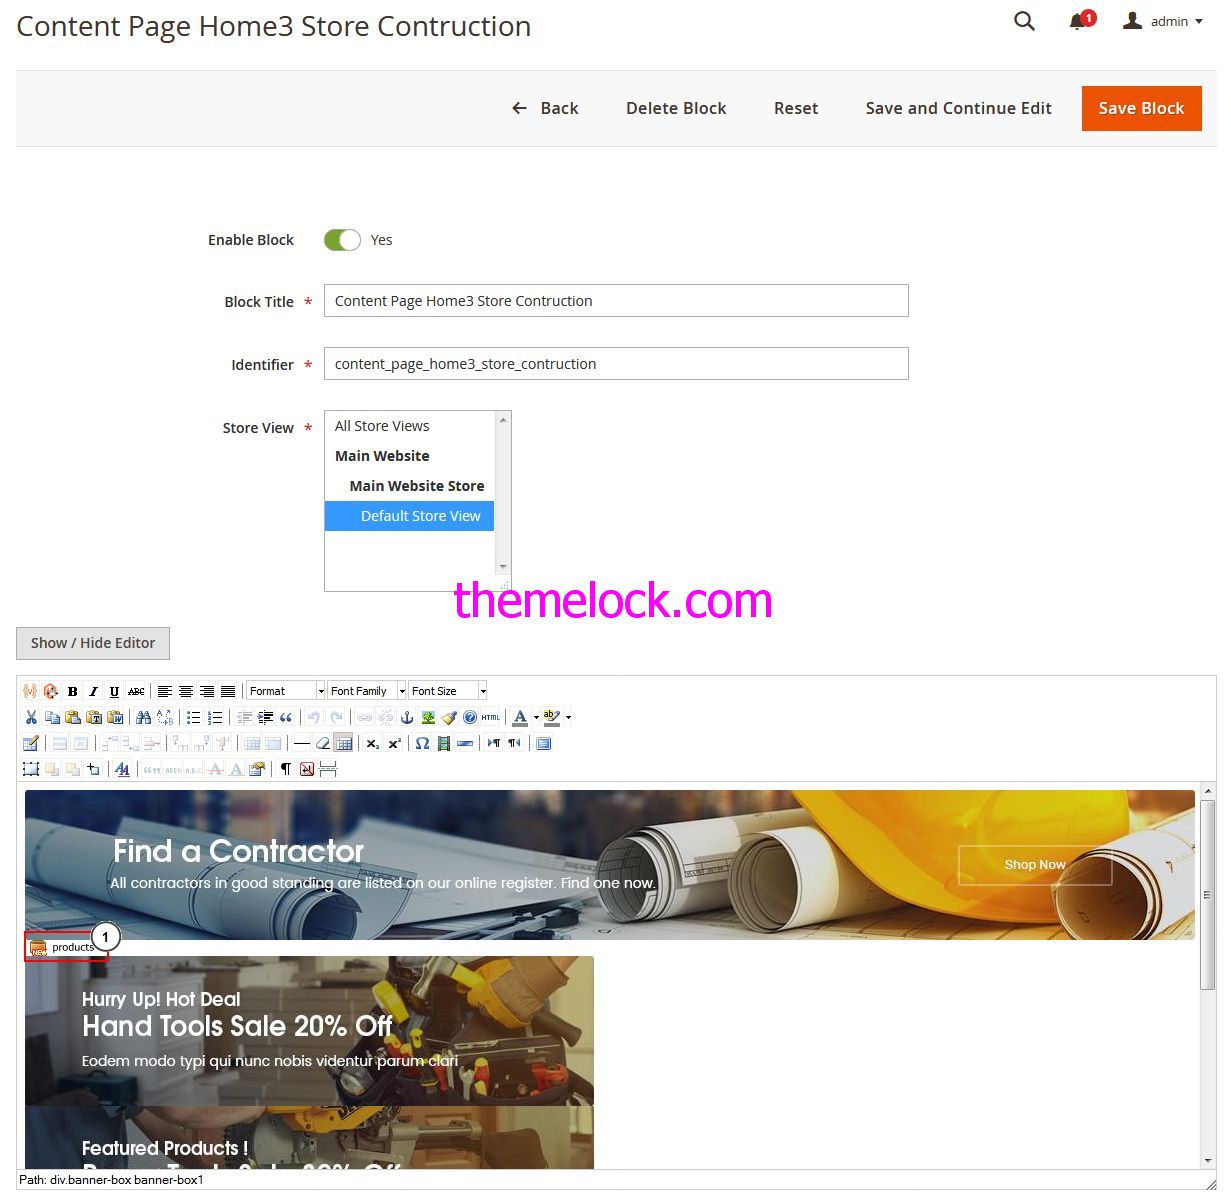 Content Page Home3 Store Contruction
1
admin
Back
Delete Block
Reset
Save and Continue Edit
Save Block
Enable Block
Yes
Block Title *
Content Page Home3 Store Contruction
Identifier *
content_page_home3_store_contruction
Store View *
All Store Views
Main Website
Main Website Store
Default Store View
themelock.com
Show / Hide Editor
B I U ABC
Format
Font Family
Font Size
HTML
Find a Contractor
All contractors in good standing are listed on our online register. Find one now.
Shop Now
products
1
Hurry Up! Hot Deal
Hand Tools Sale 20% Off
Eodem modo typi qui nunc nobis videntur parum clari
Featured Products !
Path: div.banner-box banner-box1